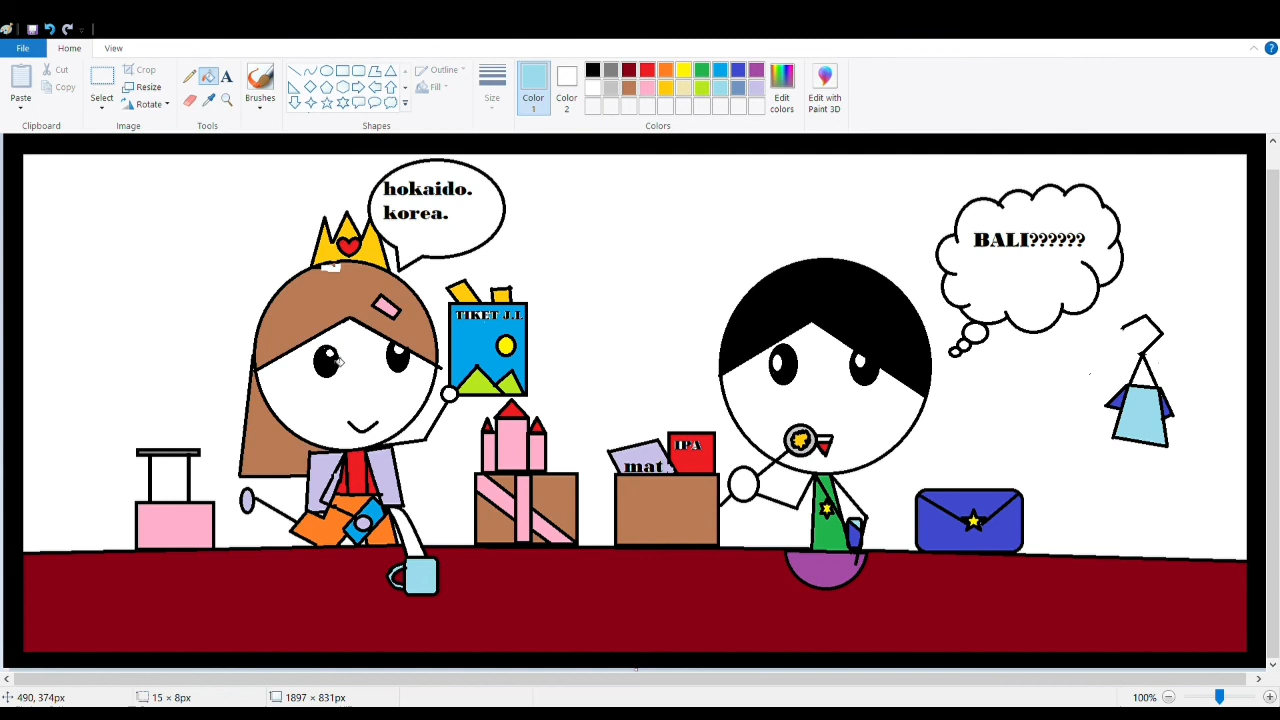 File
Home
View
Paste
Cut
Copy
Clipboard
Select
Crop
Resize
Rotate
Image
Tools
Brushes
Shapes
Outline
Fill
Size
Color 1
Color 2
Edit colors
Colors
Edit with Paint 3D
hokaido.
korea.
BALI??????
TIKET J.L
mat
IPA
490, 374px
15 × 8px
1897 × 831px
100%